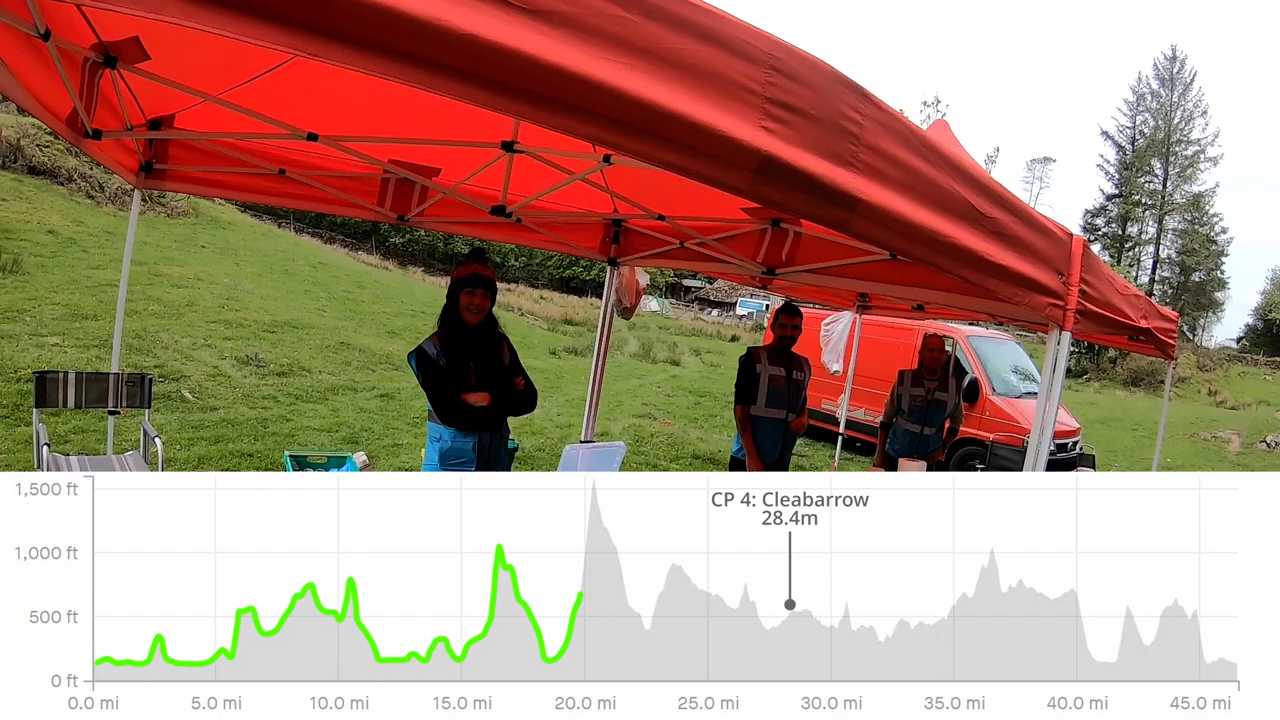 1,500 ft
CP 4: Cleabarrow
28.4m
1,000 ft
500 ft
0 ft
0.0 mi 5.0 mi 10.0 mi 15.0 mi 20.0 mi 25.0 mi 30.0 mi 35.0 mi 40.0 mi 45.0 mi